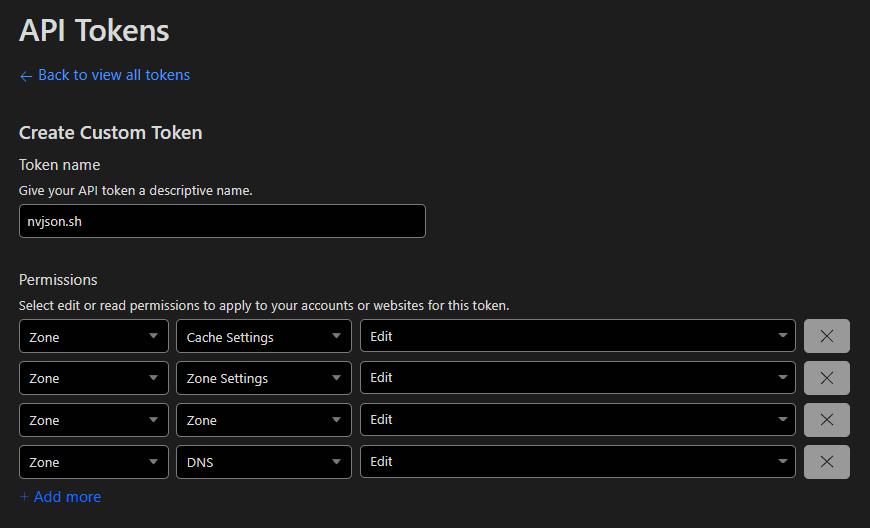 API Tokens
← Back to view all tokens
Create Custom Token
Token name
Give your API token a descriptive name.
nvjson.sh
Permissions
Select edit or read permissions to apply to your accounts or websites for this token.
Zone Cache Settings Edit
Zone Zone Settings Edit
Zone Zone Edit
Zone DNS Edit
+ Add more